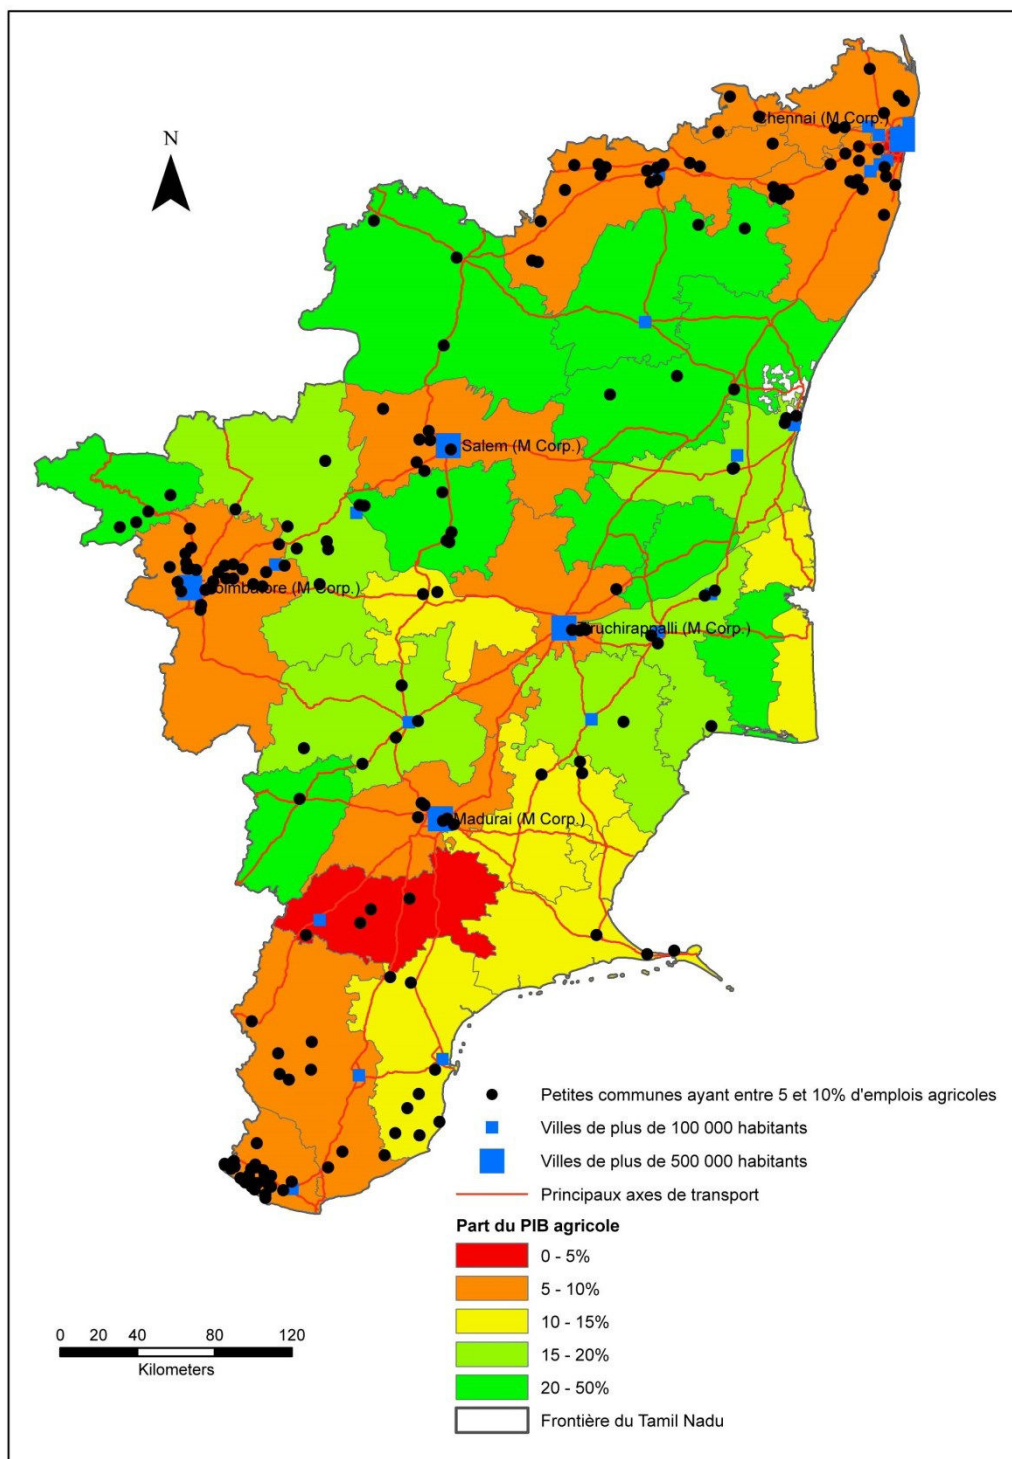 N
Chennai (M Corp.)
Salem (M Corp.)
Coimbatore (M Corp.)
Tiruchirappalli (M Corp.)
Madurai (M Corp.)
Petites communes ayant entre 5 et 10% d'emplois agricoles
Villes de plus de 100 000 habitants
Villes de plus de 500 000 habitants
Principaux axes de transport
Part du PIB agricole
0 - 5%
5 - 10%
10 - 15%
15 - 20%
20 - 50%
Frontière du Tamil Nadu
0 20 40 80 120
Kilometers